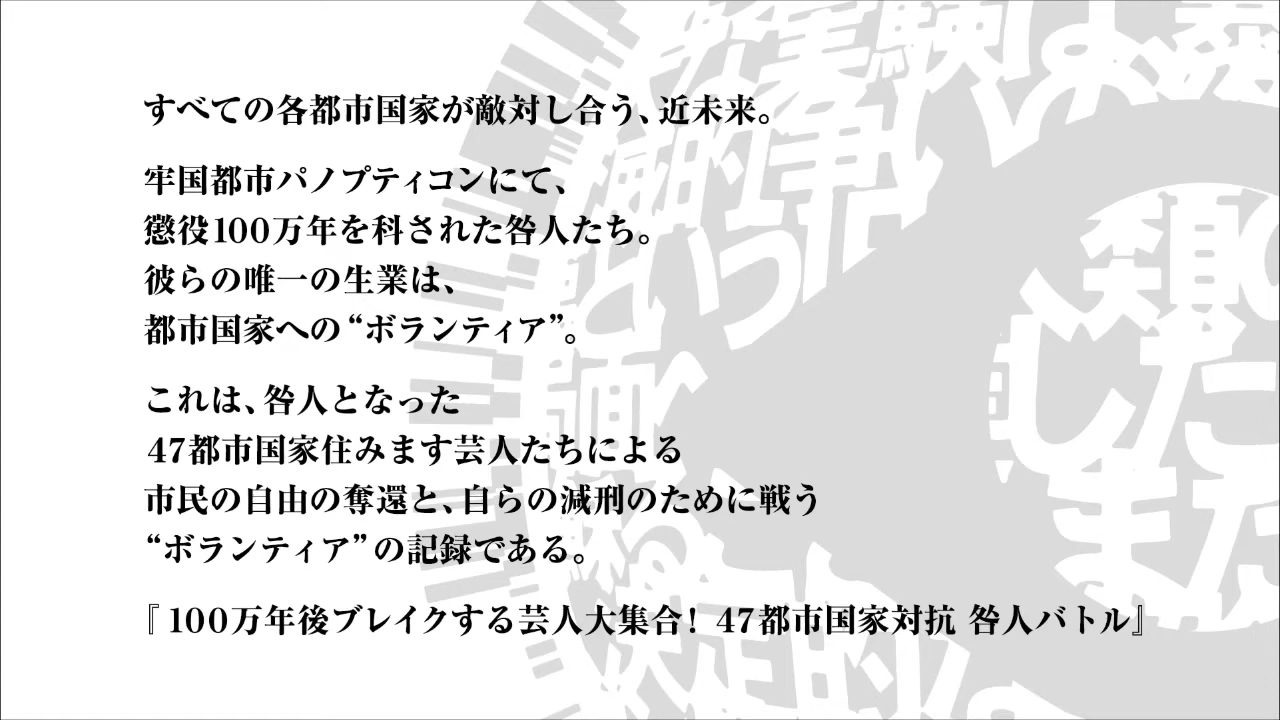 すべての各都市国家が敵対し合う、近未来。
牢国都市パノプティコンにて、
懲役100万年を科された咎人たち。
彼らの唯一の生業は、
都市国家への“ボランティア”。
これは、咎人となった
47都市国家住みます芸人たちによる
市民の自由の奪還と、自らの減刑のために戦う
“ボランティア”の記録である。
『100万年後ブレイクする芸人大集合！ 47都市国家対抗 咎人バトル』